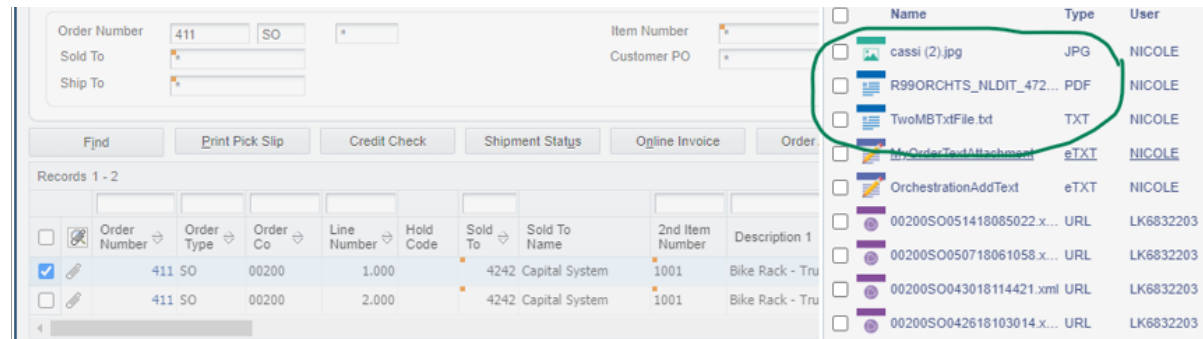 Order Number 411 SO * Item Number *
Sold To * Customer PO *
Ship To *
Find Print Pick Slip Credit Check Shipment Status Online Invoice Order
Records 1 - 2
Order Number Order Type Order Co Line Number Hold Code Sold To Sold To Name 2nd Item Number Description 1
411 SO 00200 1.000 4242 Capital System 1001 Bike Rack - Tru
411 SO 00200 2.000 4242 Capital System 1001 Bike Rack - Tru
Name Type User
cassi (2).jpg JPG NICOLE
R99ORCHTS_NLDIT_472... PDF NICOLE
TwoMBTxtFile.txt TXT NICOLE
MyOrderTextAttachment eTXT NICOLE
OrchestrationAddText eTXT NICOLE
00200SO051418085022.x... URL LK6832203
00200SO050718061058.x... URL LK6832203
00200SO043018114421.xml URL LK6832203
00200SO042618103014.x... URL LK6832203